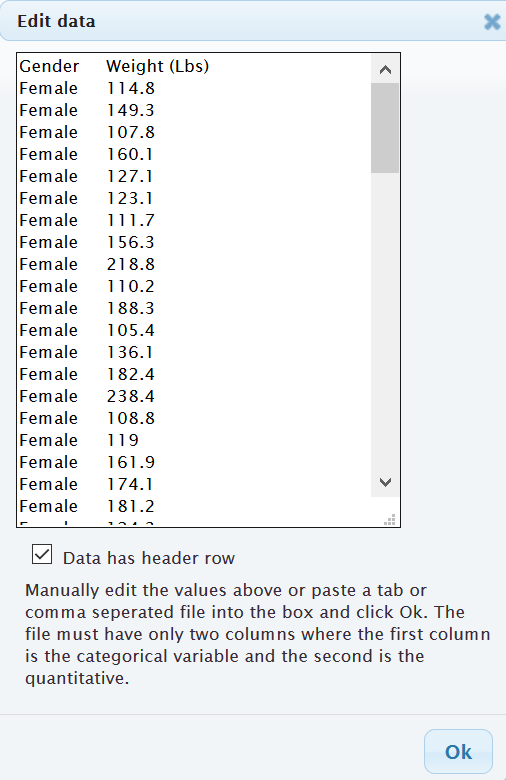 Edit data
Gender Weight (Lbs)
Female 114.8
Female 149.3
Female 107.8
Female 160.1
Female 127.1
Female 123.1
Female 111.7
Female 156.3
Female 218.8
Female 110.2
Female 188.3
Female 105.4
Female 136.1
Female 182.4
Female 238.4
Female 108.8
Female 119
Female 161.9
Female 174.1
Female 181.2
Data has header row
Manually edit the values above or paste a tab or
comma seperated file into the box and click Ok. The
file must have only two columns where the first column
is the categorical variable and the second is the
quantitative.
Ok